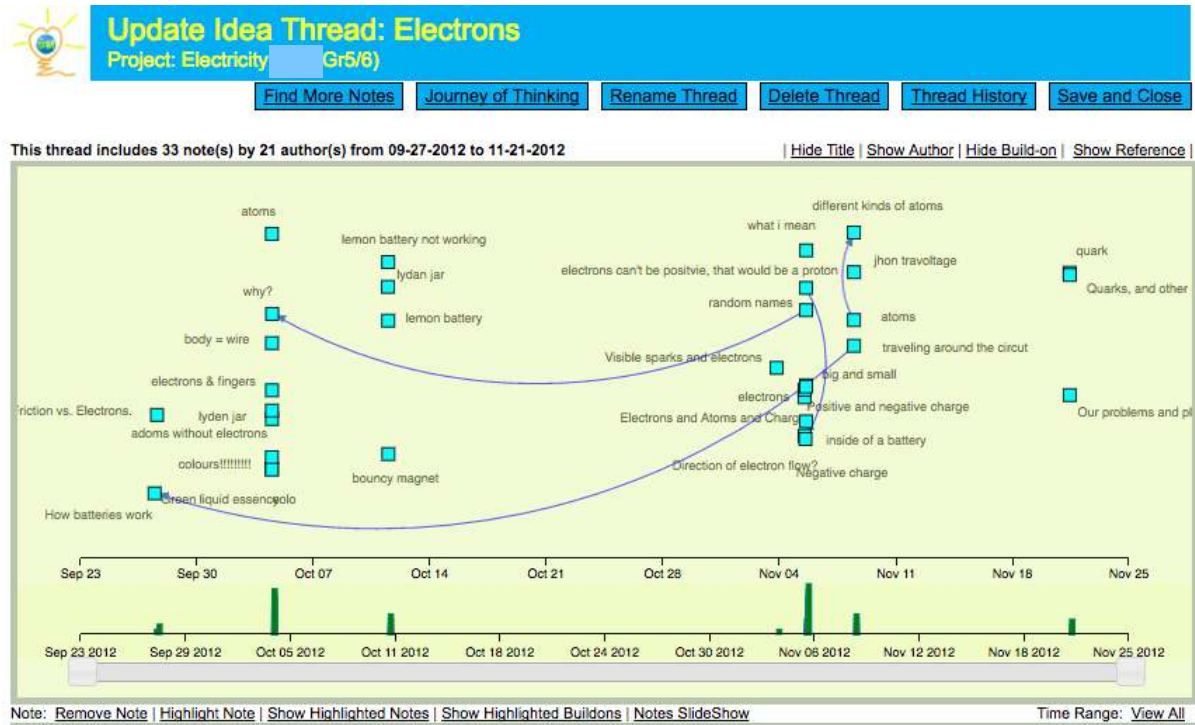 Update Idea Thread: Electrons
Project: Electricity Gr5/6)
Find More Notes Journey of Thinking Rename Thread Delete Thread Thread History Save and Close
This thread includes 33 note(s) by 21 author(s) from 09-27-2012 to 11-21-2012 | Hide Title | Show Author | Hide Build-on | Show Reference |
different kinds of atoms
atoms
what i mean
lemon battery not working
quark
jhon travoltage
electrons can't be positvie, that would be a proton
lydan jar
Quarks, and other
why?
random names
lemon battery
atoms
body = wire
traveling around the circut
Visible sparks and electrons
big and small
electrons & fingers
electrons
Positive and negative charge
Friction vs. Electrons.
lyden jar
Electrons and Atoms and Charg
Our problems and pl
adoms without electrons
inside of a battery
colours!!!!!!!!!
Direction of electron flow?
Negative charge
bouncy magnet
Green liquid essence
yolo
How batteries work
Sep 23 Sep 30 Oct 07 Oct 14 Oct 21 Oct 28 Nov 04 Nov 11 Nov 18 Nov 25
Sep 23 2012 Sep 29 2012 Oct 05 2012 Oct 11 2012 Oct 18 2012 Oct 24 2012 Oct 30 2012 Nov 06 2012 Nov 12 2012 Nov 18 2012 Nov 25 2012
Note: Remove Note | Highlight Note | Show Highlighted Notes | Show Highlighted Buildons | Notes SlideShow Time Range: View All